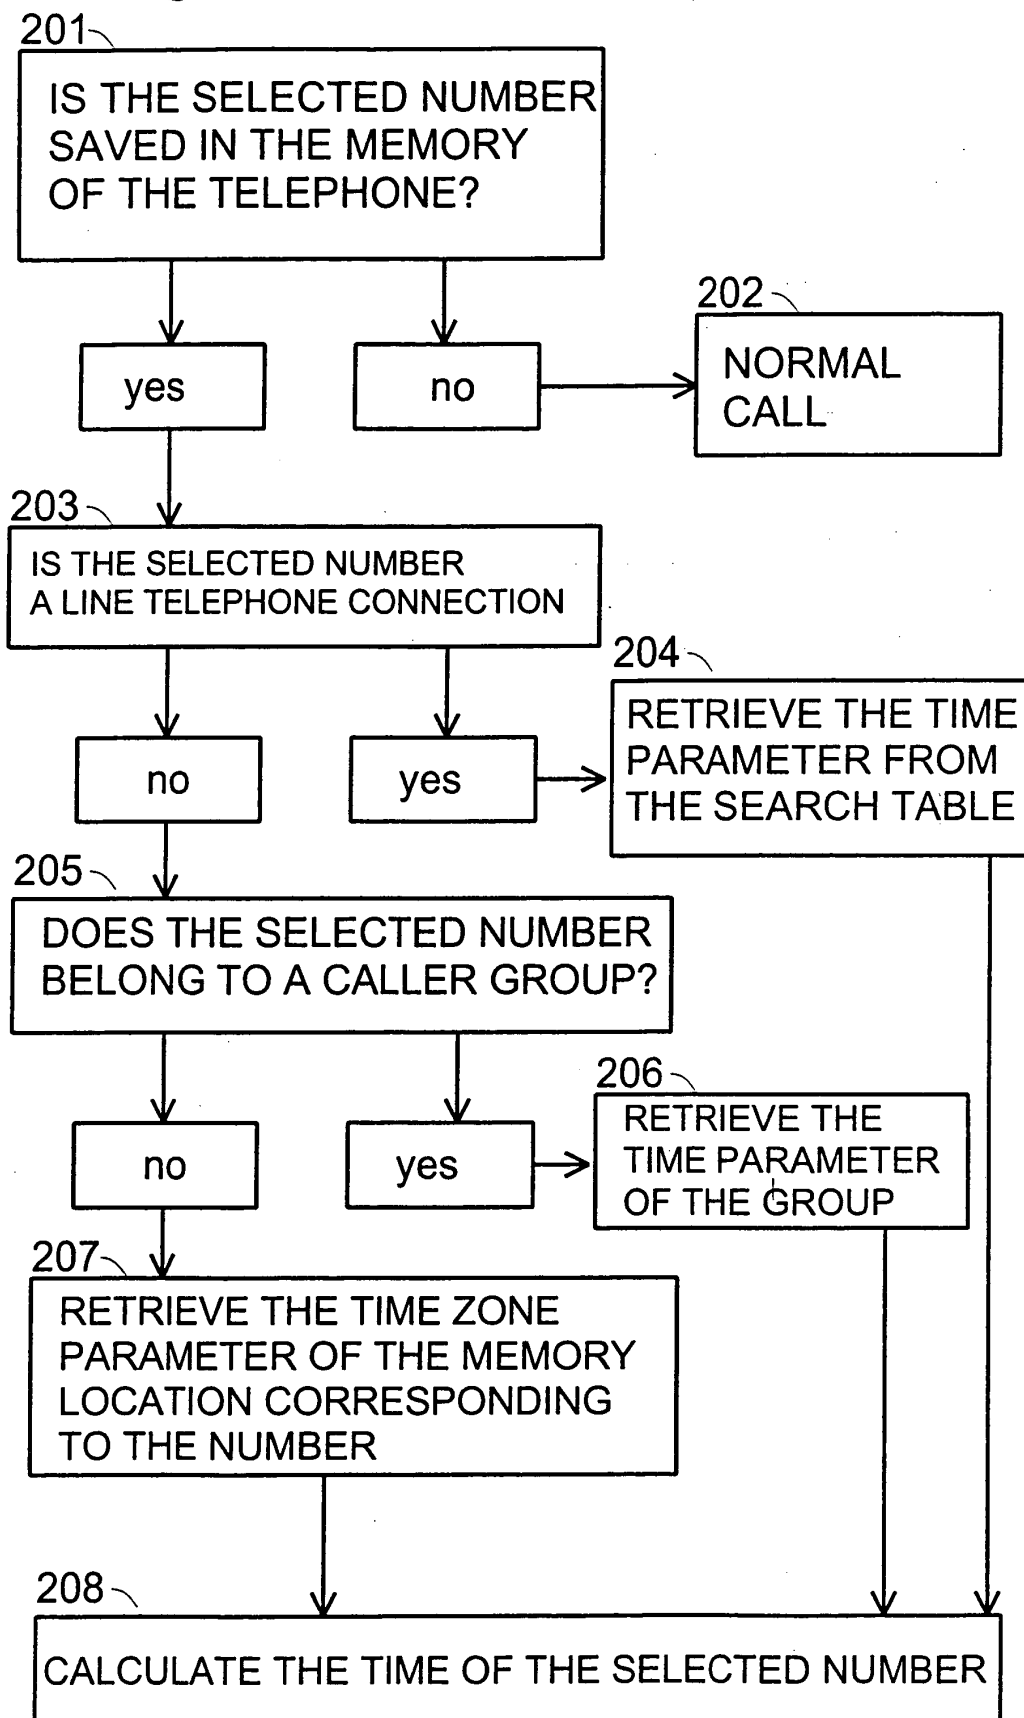 201
IS THE SELECTED NUMBER
SAVED IN THE MEMORY
OF THE TELEPHONE?
202
yes
no
NORMAL
CALL
203
IS THE SELECTED NUMBER
A LINE TELEPHONE CONNECTION
204
no
yes
RETRIEVE THE TIME
PARAMETER FROM
THE SEARCH TABLE
205
DOES THE SELECTED NUMBER
BELONG TO A CALLER GROUP?
206
no
yes
RETRIEVE THE
TIME PARAMETER
OF THE GROUP
207
RETRIEVE THE TIME ZONE
PARAMETER OF THE MEMORY
LOCATION CORRESPONDING
TO THE NUMBER
208
CALCULATE THE TIME OF THE SELECTED NUMBER